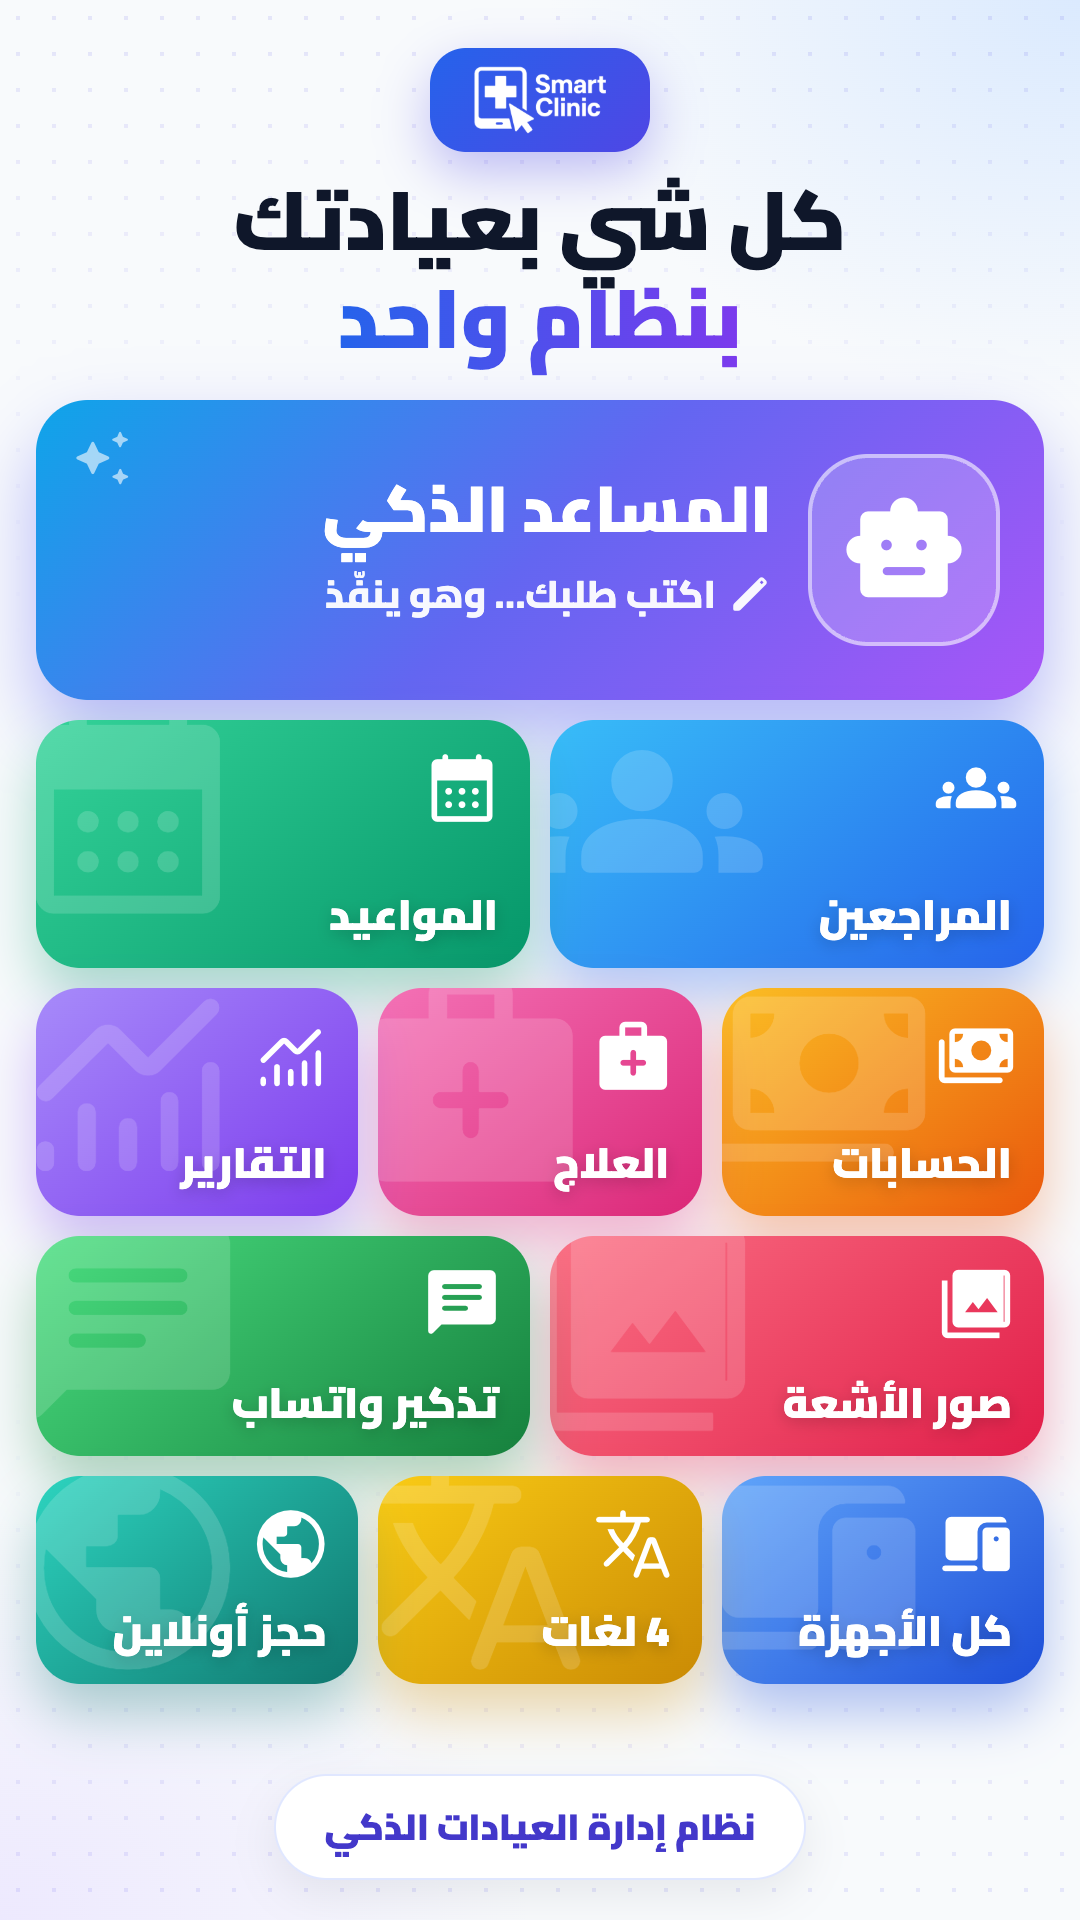 Smart
Clinic
كل شي بعيادتك
بنظام واحد
المساعد الذكي
اكتب طلبك... وهو ينفّذ
المراجعين
المواعيد
الحسابات
العلاج
التقارير
صور الأشعة
تذكير واتساب
كل الأجهزة
4 لغات
حجز أونلاين
نظام إدارة العيادات الذكي